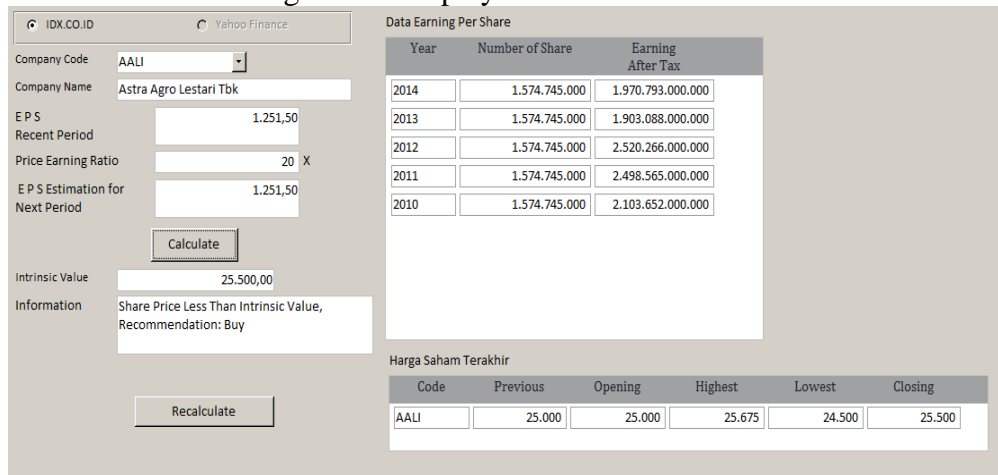 IDX.CO.ID
Yahoo Finance
Company Code
AALI
Company Name
Astra Agro Lestari Tbk
E P S
Recent Period
1.251,50
Price Earning Ratio
20 X
E P S Estimation for
Next Period
1.251,50
Calculate
Intrinsic Value
25.500,00
Information
Share Price Less Than Intrinsic Value,
Recommendation: Buy
Recalculate
Data Earning Per Share
Year Number of Share Earning
After Tax
2014 1.574.745.000 1.970.793.000.000
2013 1.574.745.000 1.903.088.000.000
2012 1.574.745.000 2.520.266.000.000
2011 1.574.745.000 2.498.565.000.000
2010 1.574.745.000 2.103.652.000.000
Harga Saham Terakhir
Code Previous Opening Highest Lowest Closing
AALI 25.000 25.000 25.675 24.500 25.500